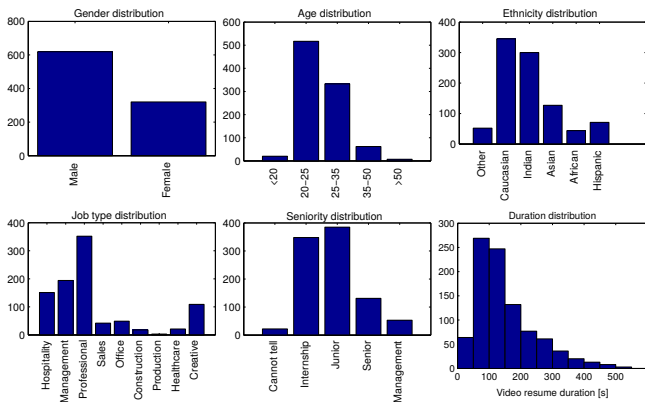 Gender distribution
800
600
400
200
0
Male
Female
Age distribution
600
500
400
300
200
100
0
<20
20−25
25−35
35−50
>50
Ethnicity distribution
400
300
200
100
0
Other
Caucasian
Indian
Asian
African
Hispanic
Job type distribution
400
300
200
100
0
Hospitality
Management
Professional
Sales
Office
Construction
Production
Healthcare
Creative
Seniority distribution
400
300
200
100
0
Cannot tell
Internship
Junior
Senior
Management
Duration distribution
300
250
200
150
100
50
0
0 100 200 300 400 500
Video resume duration [s]